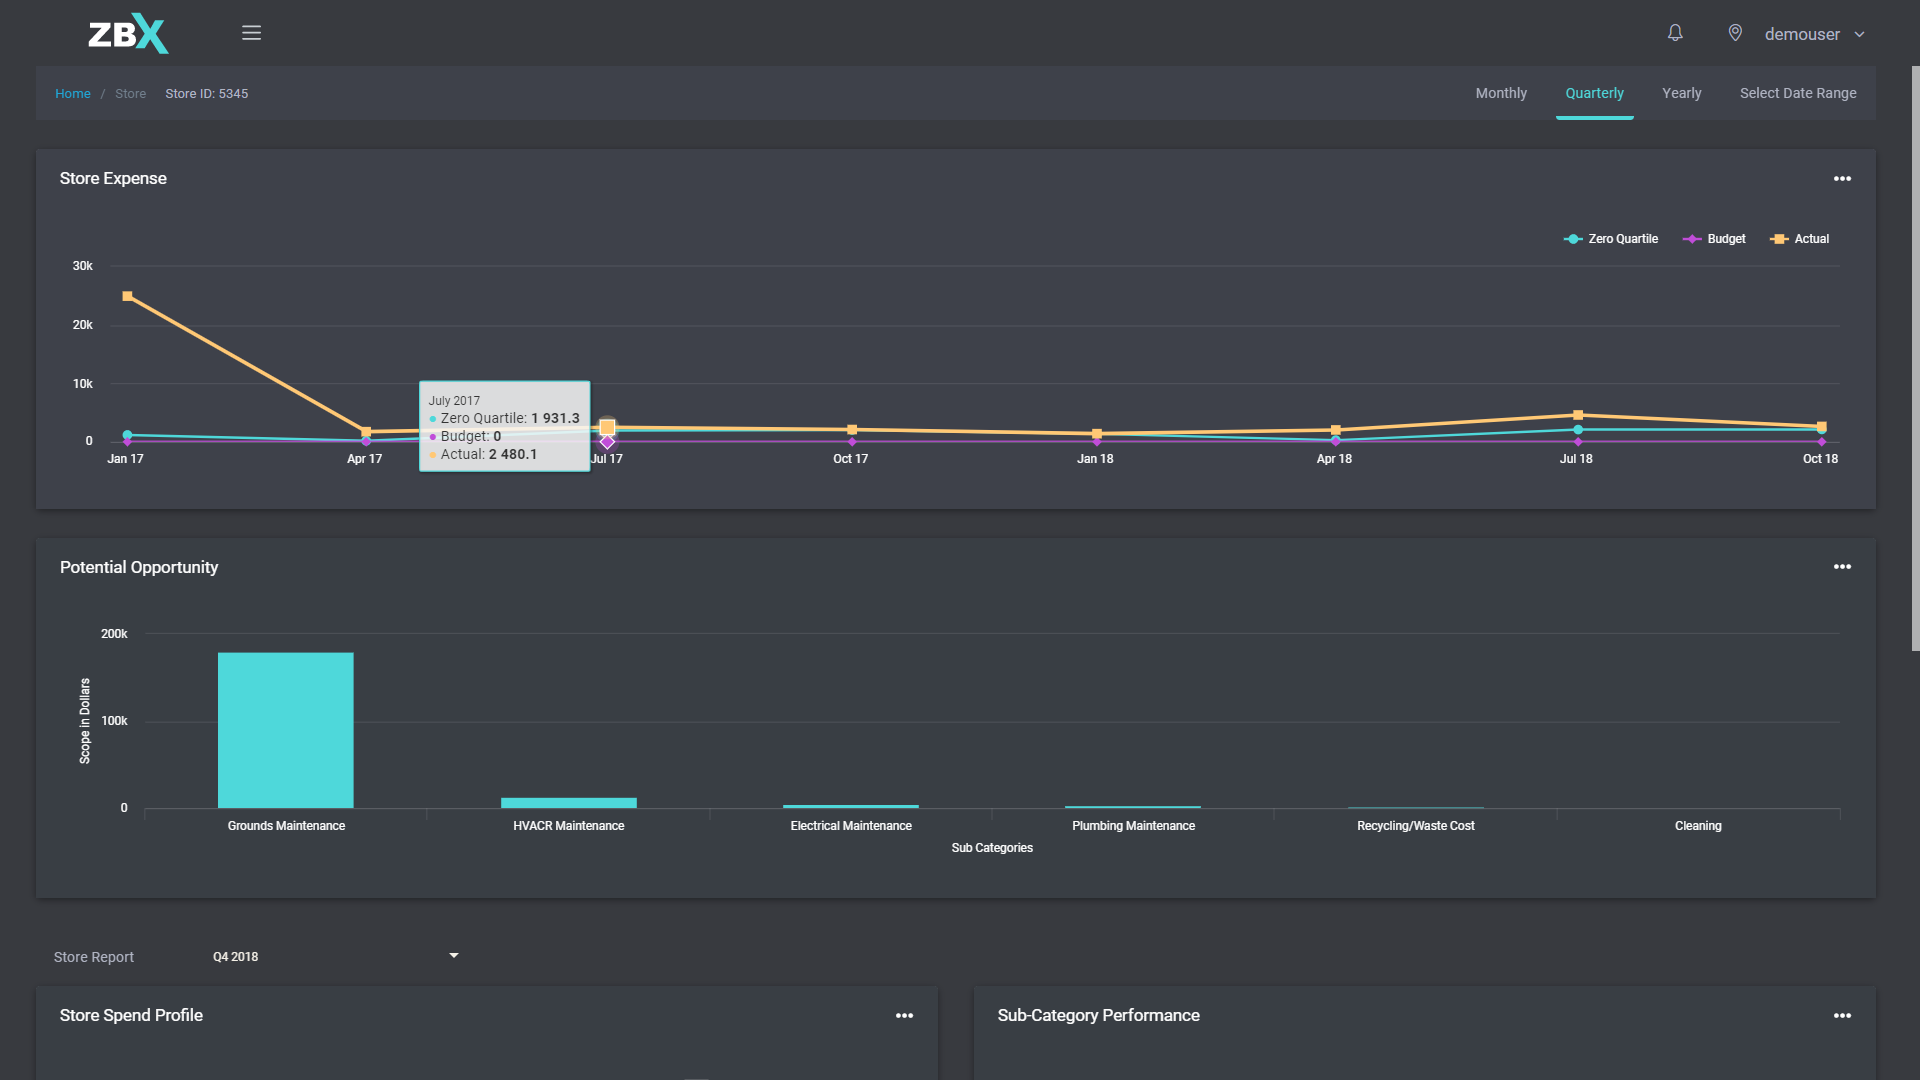 ZBX
demouser
Home / Store Store ID: 5345
Monthly Quarterly Yearly Select Date Range
Store Expense
Zero Quartile Budget Actual
30k
20k
10k
0
July 2017
Zero Quartile: 1 931.3
Budget: 0
Actual: 2 480.1
Jan 17 Apr 17 Jul 17 Oct 17 Jan 18 Apr 18 Jul 18 Oct 18
Potential Opportunity
200k
100k
0
Scope in Dollars
Grounds Maintenance HVACR Maintenance Electrical Maintenance Plumbing Maintenance Recycling/Waste Cost Cleaning
Sub Categories
Store Report Q4 2018
Store Spend Profile
Sub-Category Performance